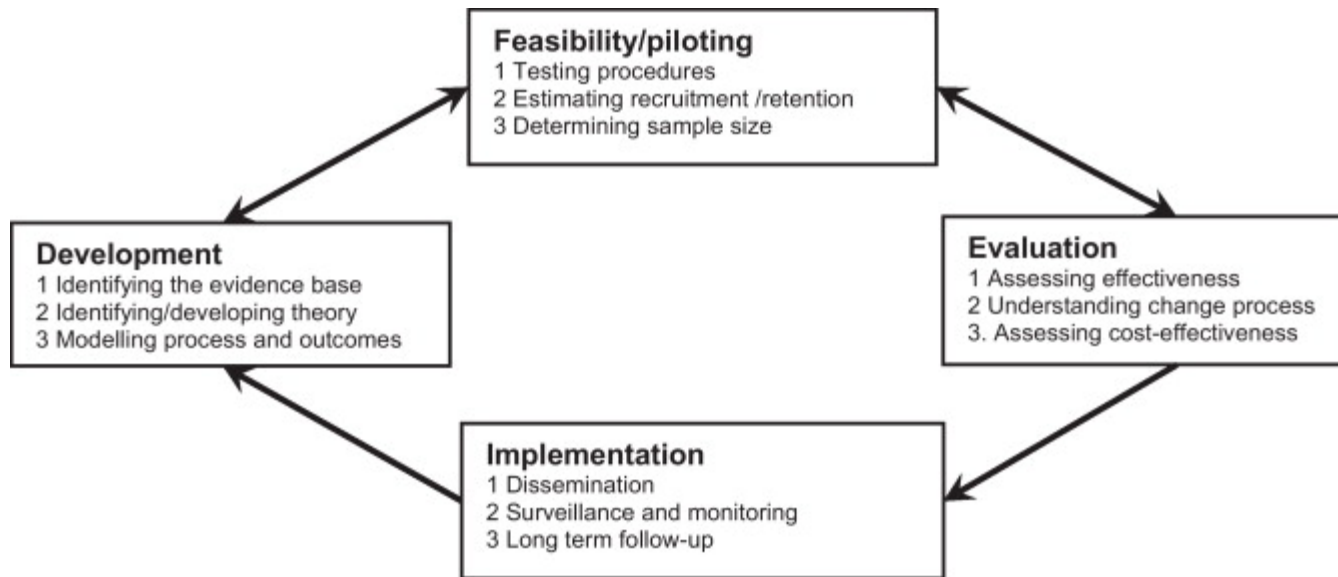 Feasibility/piloting
1 Testing procedures
2 Estimating recruitment /retention
3 Determining sample size
Development
1 Identifying the evidence base
2 Identifying/developing theory
3 Modelling process and outcomes
Evaluation
1 Assessing effectiveness
2 Understanding change process
3. Assessing cost-effectiveness
Implementation
1 Dissemination
2 Surveillance and monitoring
3 Long term follow-up